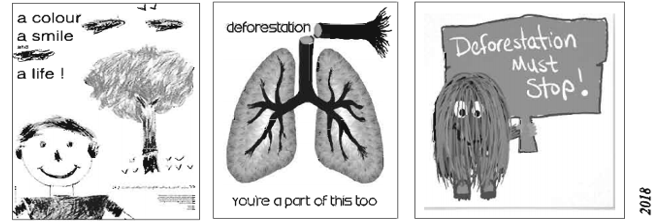 a colour
a smile
and
a life !
deforestation
you're a part of this too
Deforestation
Must
Stop!
2018